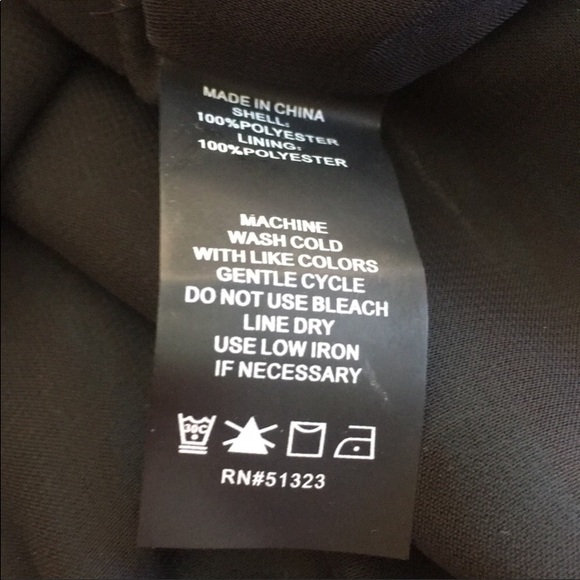 MADE IN CHINA
SHELL:
100%POLYESTER
LINING:
100%POLYESTER
MACHINE
WASH COLD
WITH LIKE COLORS
GENTLE CYCLE
DO NOT USE BLEACH
LINE DRY
USE LOW IRON
IF NECESSARY
30C
RN#51323